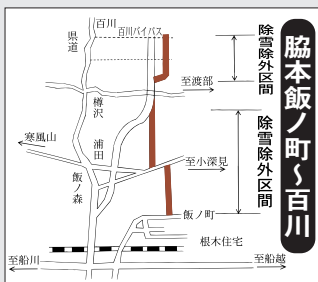 脇本飯ノ町～百川
除雪除外区間
除雪除外区間
百川
県道
百川バイパス
至渡部
樽沢
浦田
寒風山
至小深見
飯ノ森
飯ノ町
根木住宅
至船川
至船越